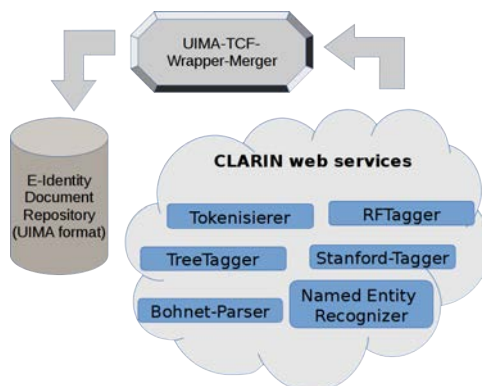 UIMA-TCF-
Wrapper-Merger
E-Identity
Document
Repository
(UIMA format)
CLARIN web services
Tokenisierer
RFTagger
TreeTagger
Stanford-Tagger
Bohnet-Parser
Named Entity
Recognizer